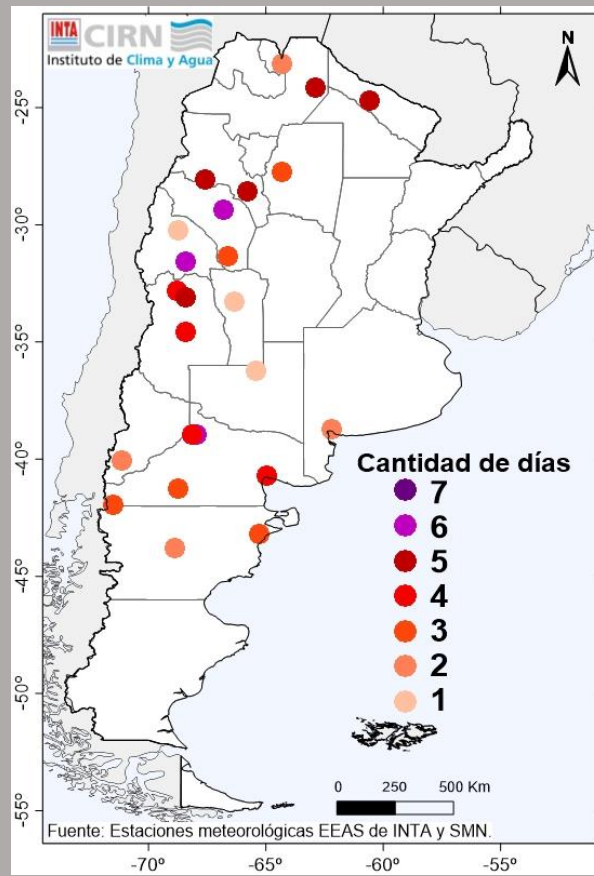 INTA CIRN
Instituto de Clima y Agua
N
-25°
-30°
-35°
-40°
-45°
-50°
-55°
Cantidad de días
7
6
5
4
3
2
1
0 250 500 Km
Fuente: Estaciones meteorológicas EEAS de INTA y SMN.
-70° -65° -60° -55°